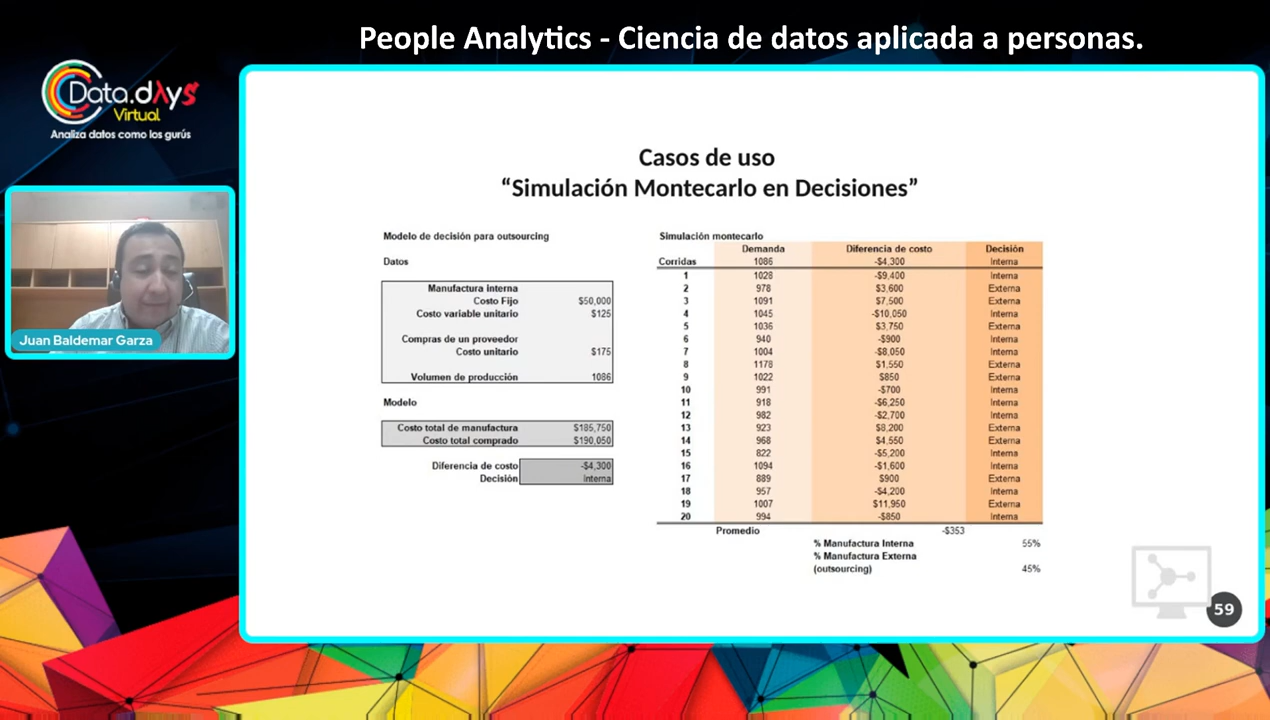 People Analytics - Ciencia de datos aplicada a personas.
Data.dAys
Virtual
Analiza datos como los gurús
Juan Baldemar Garza
Casos de uso
“Simulación Montecarlo en Decisiones”
Modelo de decisión para outsourcing
Datos
Manufactura interna
Costo Fijo $50,000
Costo variable unitario $125
Compras de un proveedor
Costo unitario $175
Volumen de producción 1086
Modelo
Costo total de manufactura $185,750
Costo total comprado $190,050
Diferencia de costo -$4,300
Decisión Interna
Simulación montecarlo
Demanda Diferencia de costo Decisión
Corridas 1086 -$4,300 Interna
1 1028 -$9,400 Interna
2 978 $3,600 Externa
3 1091 $7,500 Externa
4 1045 -$10,050 Interna
5 1036 $3,750 Externa
6 940 -$900 Interna
7 1004 -$8,050 Interna
8 1178 $1,550 Externa
9 1022 $850 Externa
10 991 -$700 Interna
11 918 -$6,250 Interna
12 982 -$2,700 Interna
13 923 $8,200 Externa
14 968 $4,550 Externa
15 822 -$5,200 Interna
16 1094 -$1,600 Interna
17 889 $900 Externa
18 957 -$4,200 Interna
19 1007 $11,950 Externa
20 994 -$850 Interna
Promedio -$353
% Manufactura Interna 55%
% Manufactura Externa
(outsourcing) 45%
59